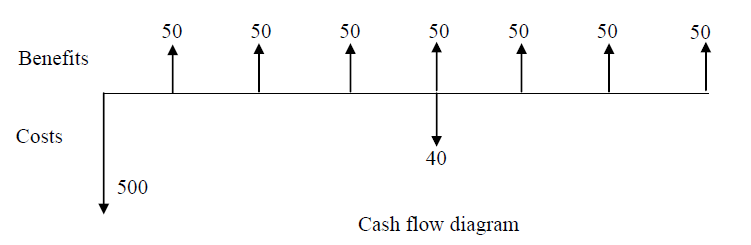 50 50 50 50 50 50 50
Benefits
Costs
40
500
Cash flow diagram